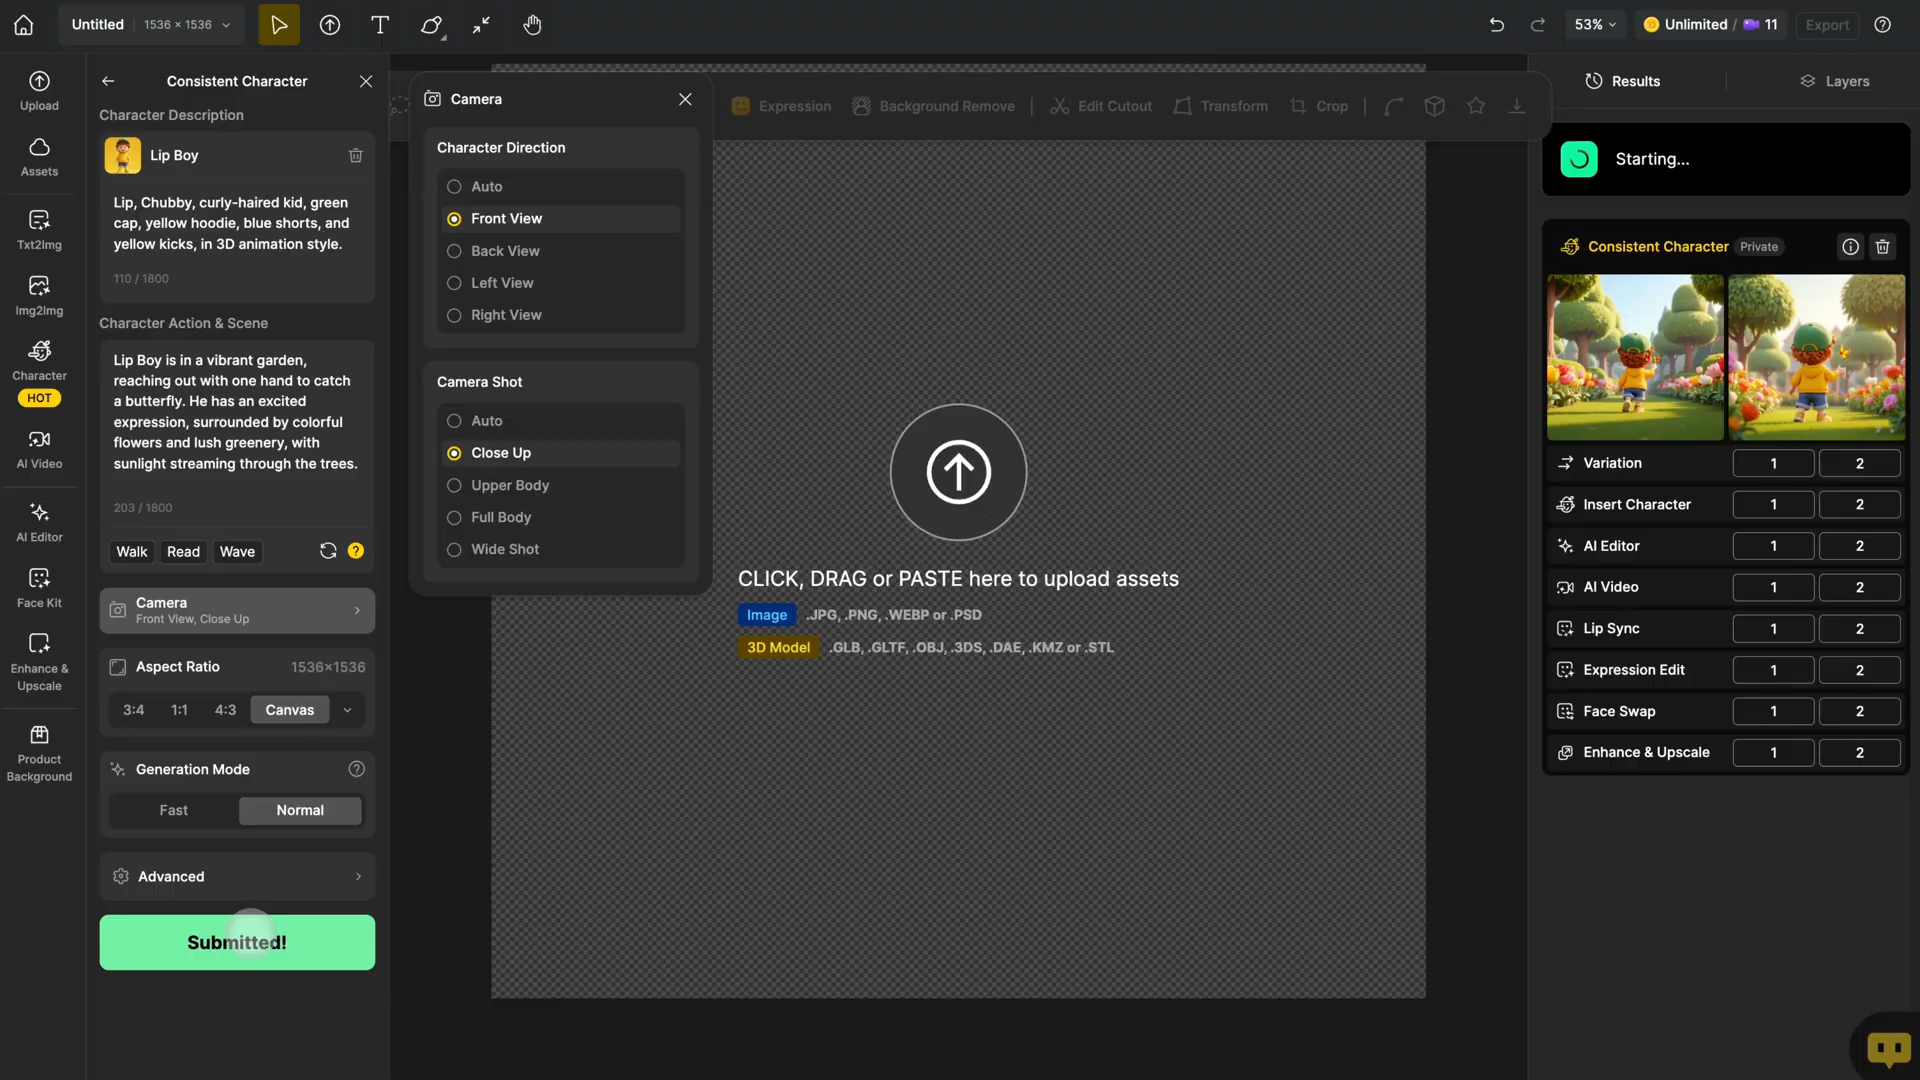 Untitled
1536 × 1536
53%
Unlimited / 11
Export
Upload
Assets
Txt2Img
Img2Img
Character
HOT
AI Video
AI Editor
Face Kit
Enhance &
Upscale
Product
Background
Consistent Character
Character Description
Lip Boy
Lip, Chubby, curly-haired kid, green
cap, yellow hoodie, blue shorts, and
yellow kicks, in 3D animation style.
110 / 1800
Character Action & Scene
Lip Boy is in a vibrant garden,
reaching out with one hand to catch
a butterfly. He has an excited
expression, surrounded by colorful
flowers and lush greenery, with
sunlight streaming through the trees.
203 / 1800
Walk Read Wave ?
Camera
Front View, Close Up
Aspect Ratio 1536×1536
3:4 1:1 4:3 Canvas
Generation Mode
Fast Normal
Advanced
Submitted!
Camera
Character Direction
Auto
Front View
Back View
Left View
Right View
Camera Shot
Auto
Close Up
Upper Body
Full Body
Wide Shot
Expression Background Remove Edit Cutout Transform Crop
CLICK, DRAG or PASTE here to upload assets
Image .JPG, .PNG, .WEBP or .PSD
3D Model .GLB, .GLTF, .OBJ, .3DS, .DAE, .KMZ or .STL
Results Layers
Starting...
Consistent Character Private
Variation 1 2
Insert Character 1 2
AI Editor 1 2
AI Video 1 2
Lip Sync 1 2
Expression Edit 1 2
Face Swap 1 2
Enhance & Upscale 1 2